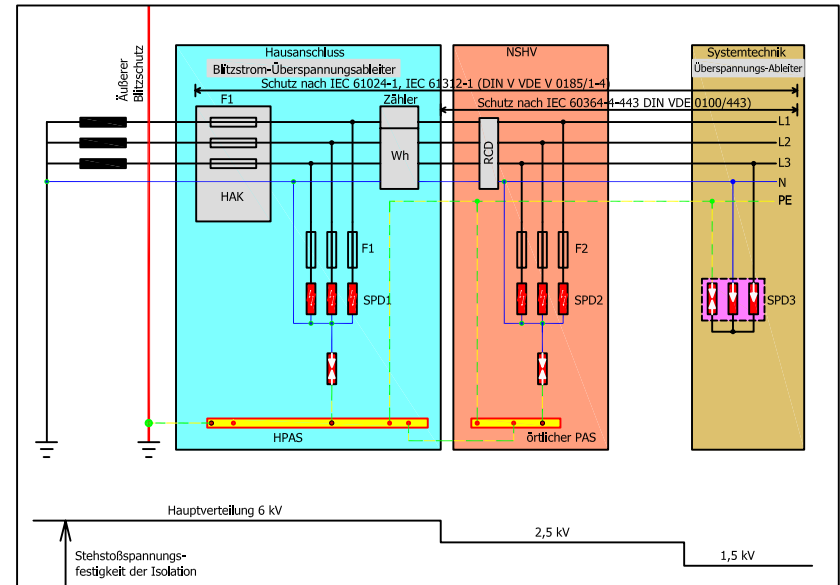 Äußerer
Blitzschutz
Hausanschluss
Blitzstrom-Überspannungsableiter
NSHV
Systemtechnik
Überspannungs-Ableiter
Schutz nach IEC 61024-1, IEC 61312-1 (DIN V VDE V 0185/1-4)
F1
Zähler
Schutz nach IEC 60364-4-443 DIN VDE 0100/443)
L1
L2
L3
N
PE
Wh
RCD
HAK
F1
F2
SPD1
SPD2
SPD3
HPAS
örtlicher PAS
Hauptverteilung 6 kV
2,5 kV
1,5 kV
Stehstoßspannungs-
festigkeit der Isolation